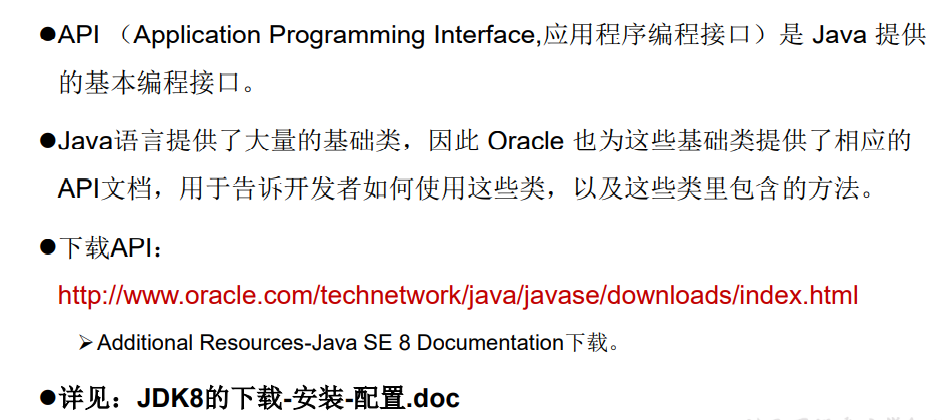 ●API （Application Programming Interface,应用程序编程接口）是 Java 提供
的基本编程接口。
●Java语言提供了大量的基础类，因此 Oracle 也为这些基础类提供了相应的
API文档，用于告诉开发者如何使用这些类，以及这些类里包含的方法。
●下载API：
http://www.oracle.com/technetwork/java/javase/downloads/index.html
➢Additional Resources-Java SE 8 Documentation下载。
●详见：JDK8的下载-安装-配置.doc